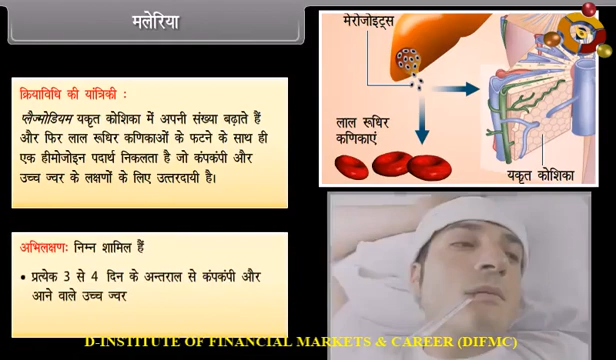 मलेरिया
क्रियाविधि की यांत्रिकी :
प्लैज्मोडियम यकृत कोशिका में अपनी संख्या बढ़ाते हैं
और फिर लाल रूधिर कणिकाओं के फटने के साथ ही
एक हीमोजोइन पदार्थ निकलता है जो कंपकंपी और
उच्च ज्वर के लक्षणों के लिए उत्तरदायी है।
मेरोजोइट्स
लाल रूधिर
कणिकाएं
यकृत कोशिका
अभिलक्षण: निम्न शामिल हैं
• प्रत्येक 3 से 4 दिन के अन्तराल से कंपकंपी और
आने वाले उच्च ज्वर
D-INSTITUTE OF FINANCIAL MARKETS & CAREER (DIFMC)